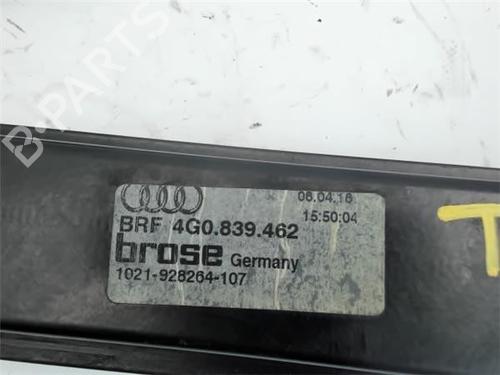 B-PARTS
06.04.16
15:50:04
BRF 4G0.839.462
brose Germany
1021-928264-107
T